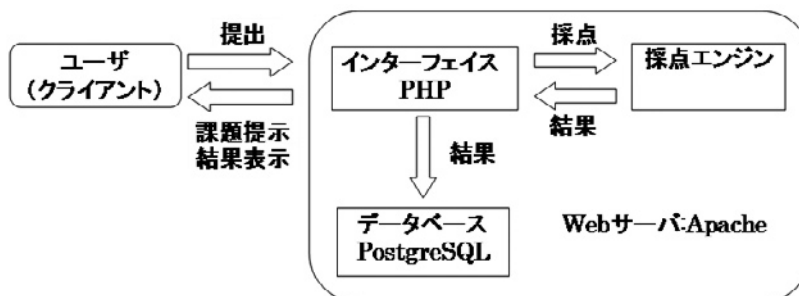 提出
ユーザ
(クライアント)
課題提示
結果表示
インターフェイス
PHP
採点
採点エンジン
結果
結果
データベース
PostgreSQL
Webサーバ:Apache